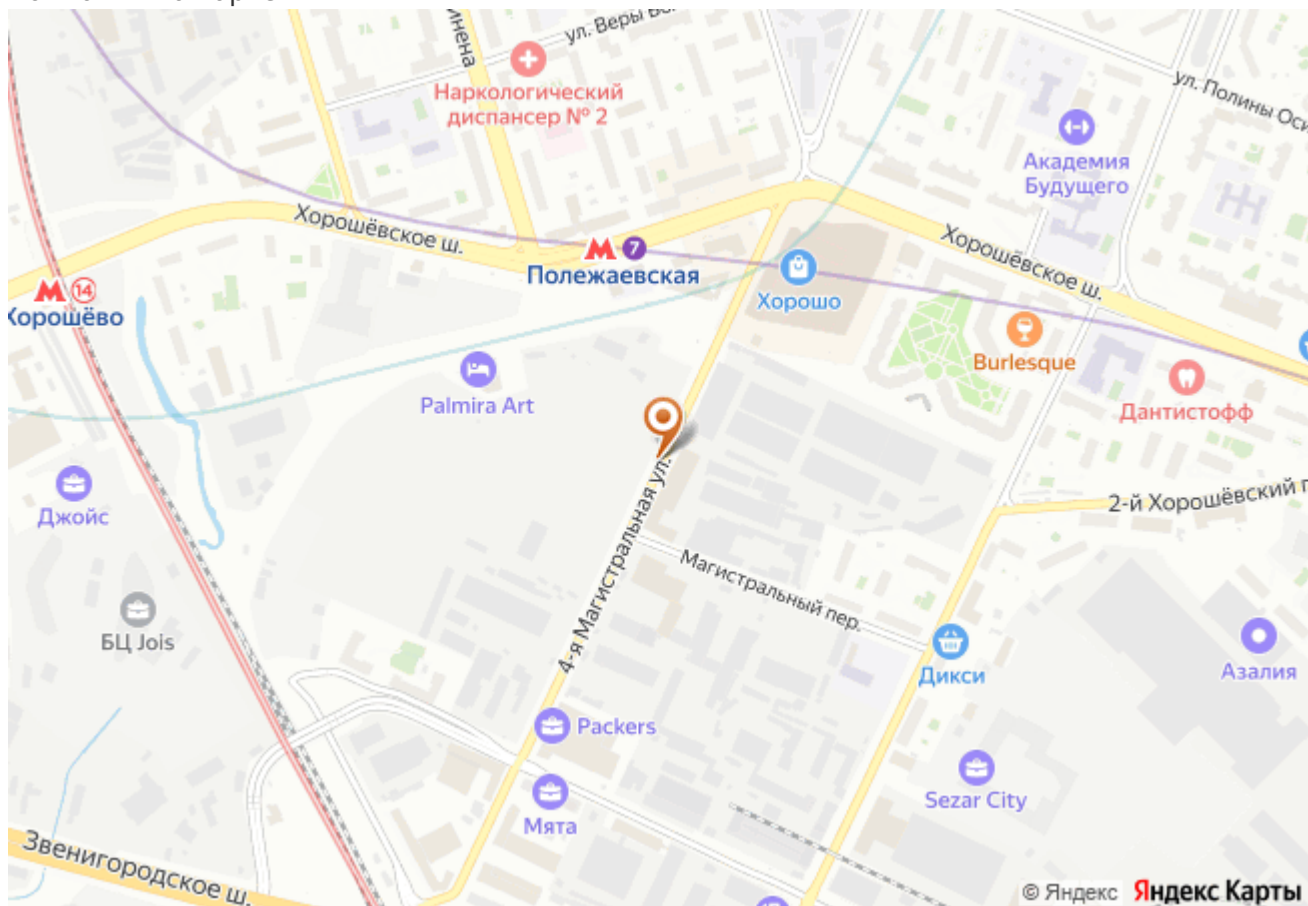 ул. Веры Во
Наркологический
диспансер № 2
ул. Полины Оси
Академия
Будущего
Хорошёвское ш.
М 7
Полежаевская
Хорошёвское ш.
М 14
Хорошёво
Хорошо
Burlesque
Palmira Art
Дантистофф
Джойс
4-я Магистральная ул.
2-й Хорошёвский п
Магистральный пер.
БЦ Jois
Дикси
Азалия
Packers
Sezar City
Мята
Звенигородское ш.
© Яндекс Яндекс Карты